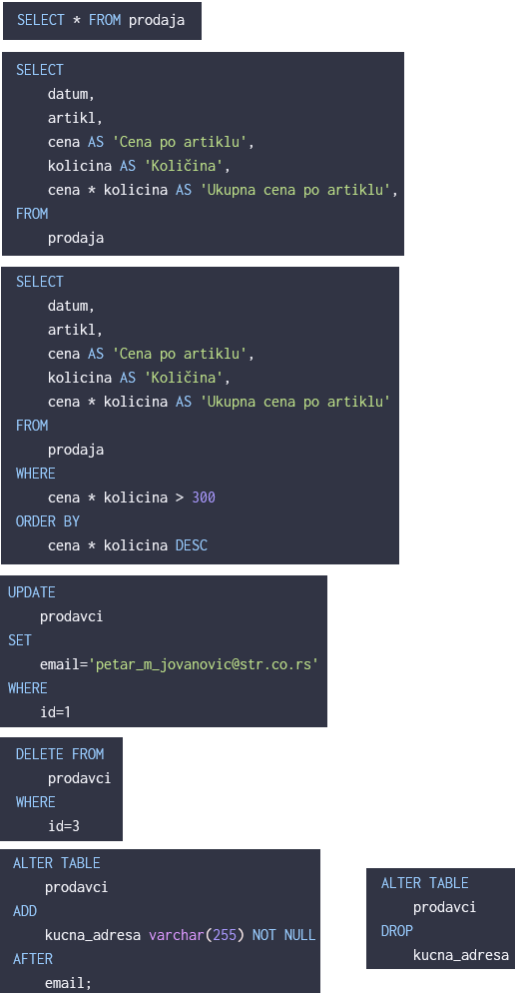 SELECT * FROM prodaja
SELECT
datum,
artikl,
cena AS 'Cena po artiklu',
kolicina AS 'Količina',
cena * kolicina AS 'Ukupna cena po artiklu',
FROM
prodaja
SELECT
datum,
artikl,
cena AS 'Cena po artiklu',
kolicina AS 'Količina',
cena * kolicina AS 'Ukupna cena po artiklu'
FROM
prodaja
WHERE
cena * kolicina > 300
ORDER BY
cena * kolicina DESC
UPDATE
prodavci
SET
email='petar_m_jovanovic@str.co.rs'
WHERE
id=1
DELETE FROM
prodavci
WHERE
id=3
ALTER TABLE
prodavci
ADD
kucna_adresa varchar(255) NOT NULL
AFTER
email;
ALTER TABLE
prodavci
DROP
kucna_adresa